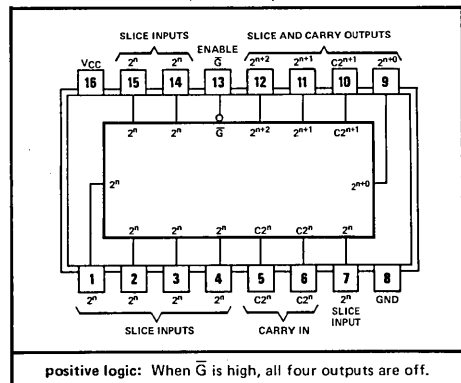 SLICE INPUTS ENABLE SLICE AND CARRY OUTPUTS
VCC 2ⁿ 2ⁿ G̅ 2ⁿ⁺² 2ⁿ⁺¹ C2ⁿ⁺¹ 2ⁿ⁺⁰
16 15 14 13 12 11 10 9
2ⁿ 2ⁿ G̅ 2ⁿ⁺² 2ⁿ⁺¹ C2ⁿ⁺¹
2ⁿ 2ⁿ⁺⁰
2ⁿ 2ⁿ 2ⁿ C2ⁿ C2ⁿ 2ⁿ
1 2 3 4 5 6 7 8
2ⁿ 2ⁿ 2ⁿ 2ⁿ C2ⁿ C2ⁿ 2ⁿ GND
SLICE INPUTS CARRY IN SLICE
INPUT
positive logic: When G̅ is high, all four outputs are off.